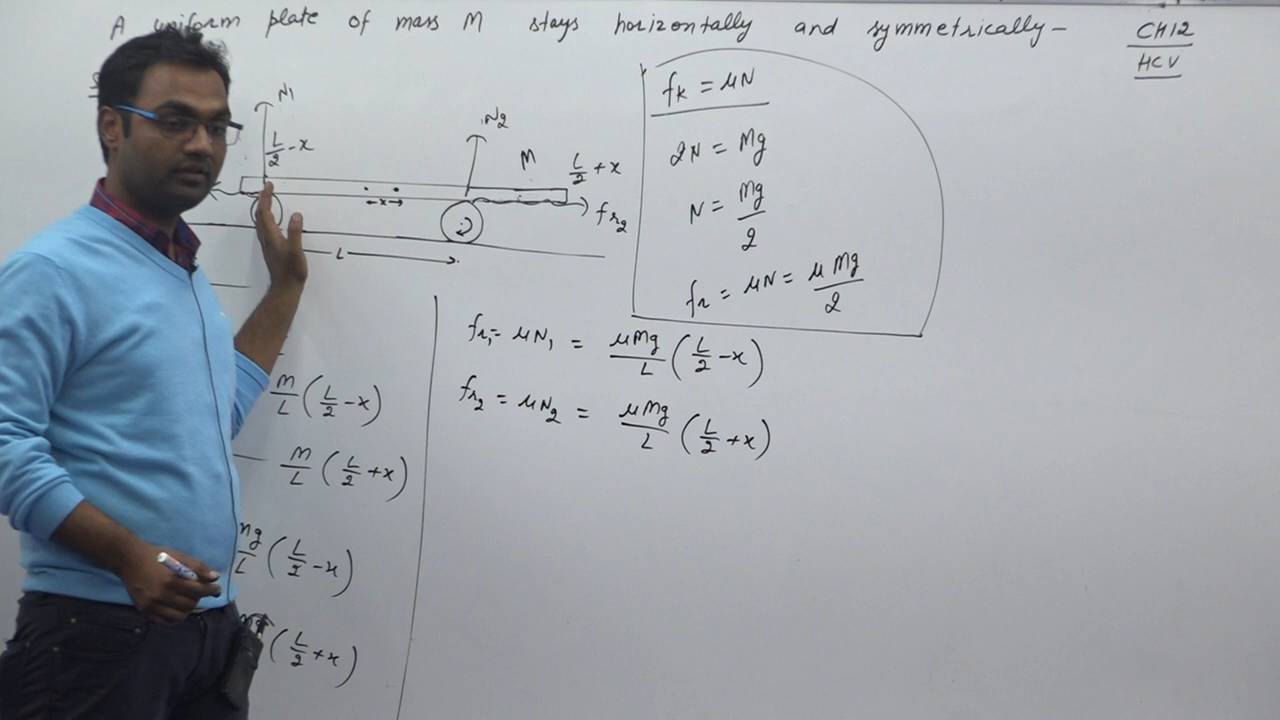 A uniform plate of mass M stays horizontally and symmetrically –
CH12
HCV
N1
L/2 - x
N2
M
L/2 + x
← x →
fr2
2
L
fk = μN
2N = Mg
N = Mg/2
fr = μN = μMg/2
fr1 = μN1 = μMg/L (L/2 - x)
fr2 = μN2 = μMg/L (L/2 + x)
M/L (L/2 - x)
M/L (L/2 + x)
mg/L (L/2 - x)
(L/2 + x)